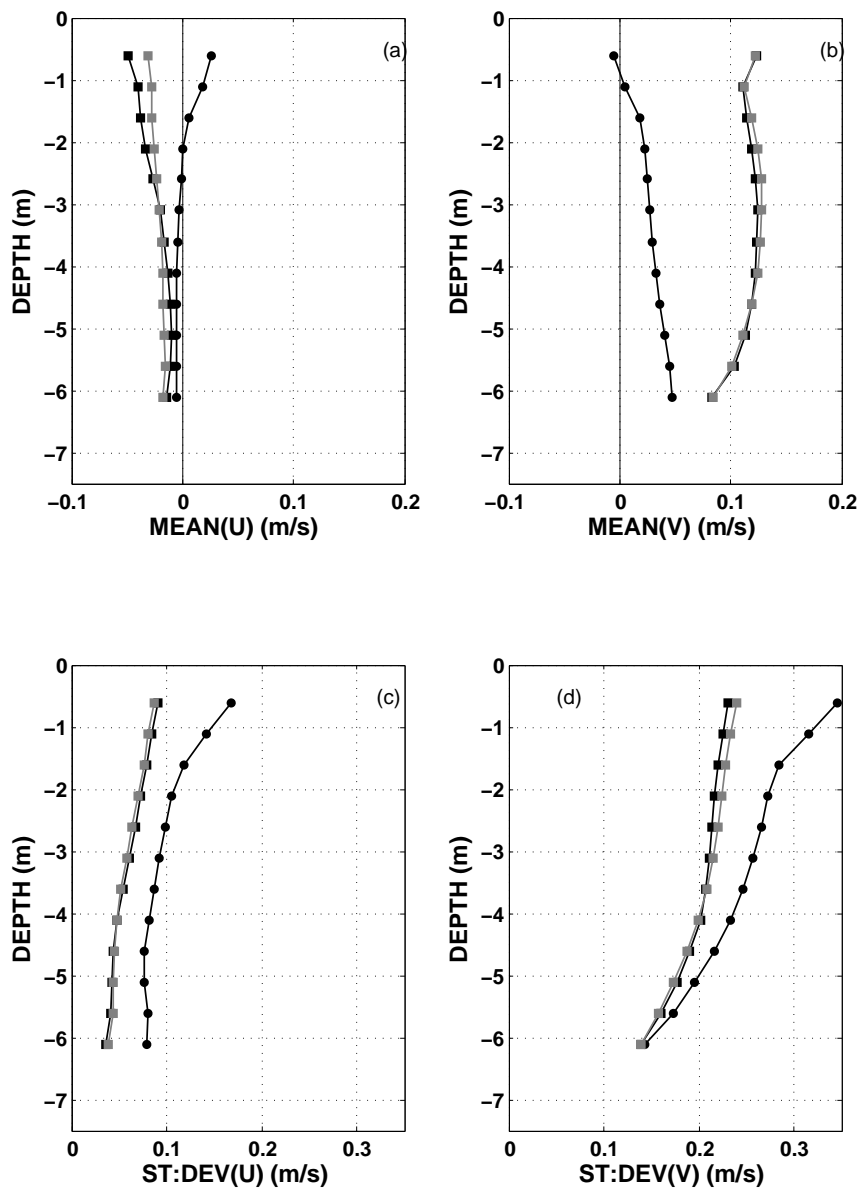 0
(a)
−1
−2
−3
DEPTH (m)
−4
−5
−6
−7
−0.1 0 0.1 0.2
MEAN(U) (m/s)
0
(b)
−1
−2
−3
DEPTH (m)
−4
−5
−6
−7
−0.1 0 0.1 0.2
MEAN(V) (m/s)
0
(c)
−1
−2
−3
DEPTH (m)
−4
−5
−6
−7
0 0.1 0.2 0.3
ST:DEV(U) (m/s)
0
(d)
−1
−2
−3
DEPTH (m)
−4
−5
−6
−7
0 0.1 0.2 0.3
ST:DEV(V) (m/s)